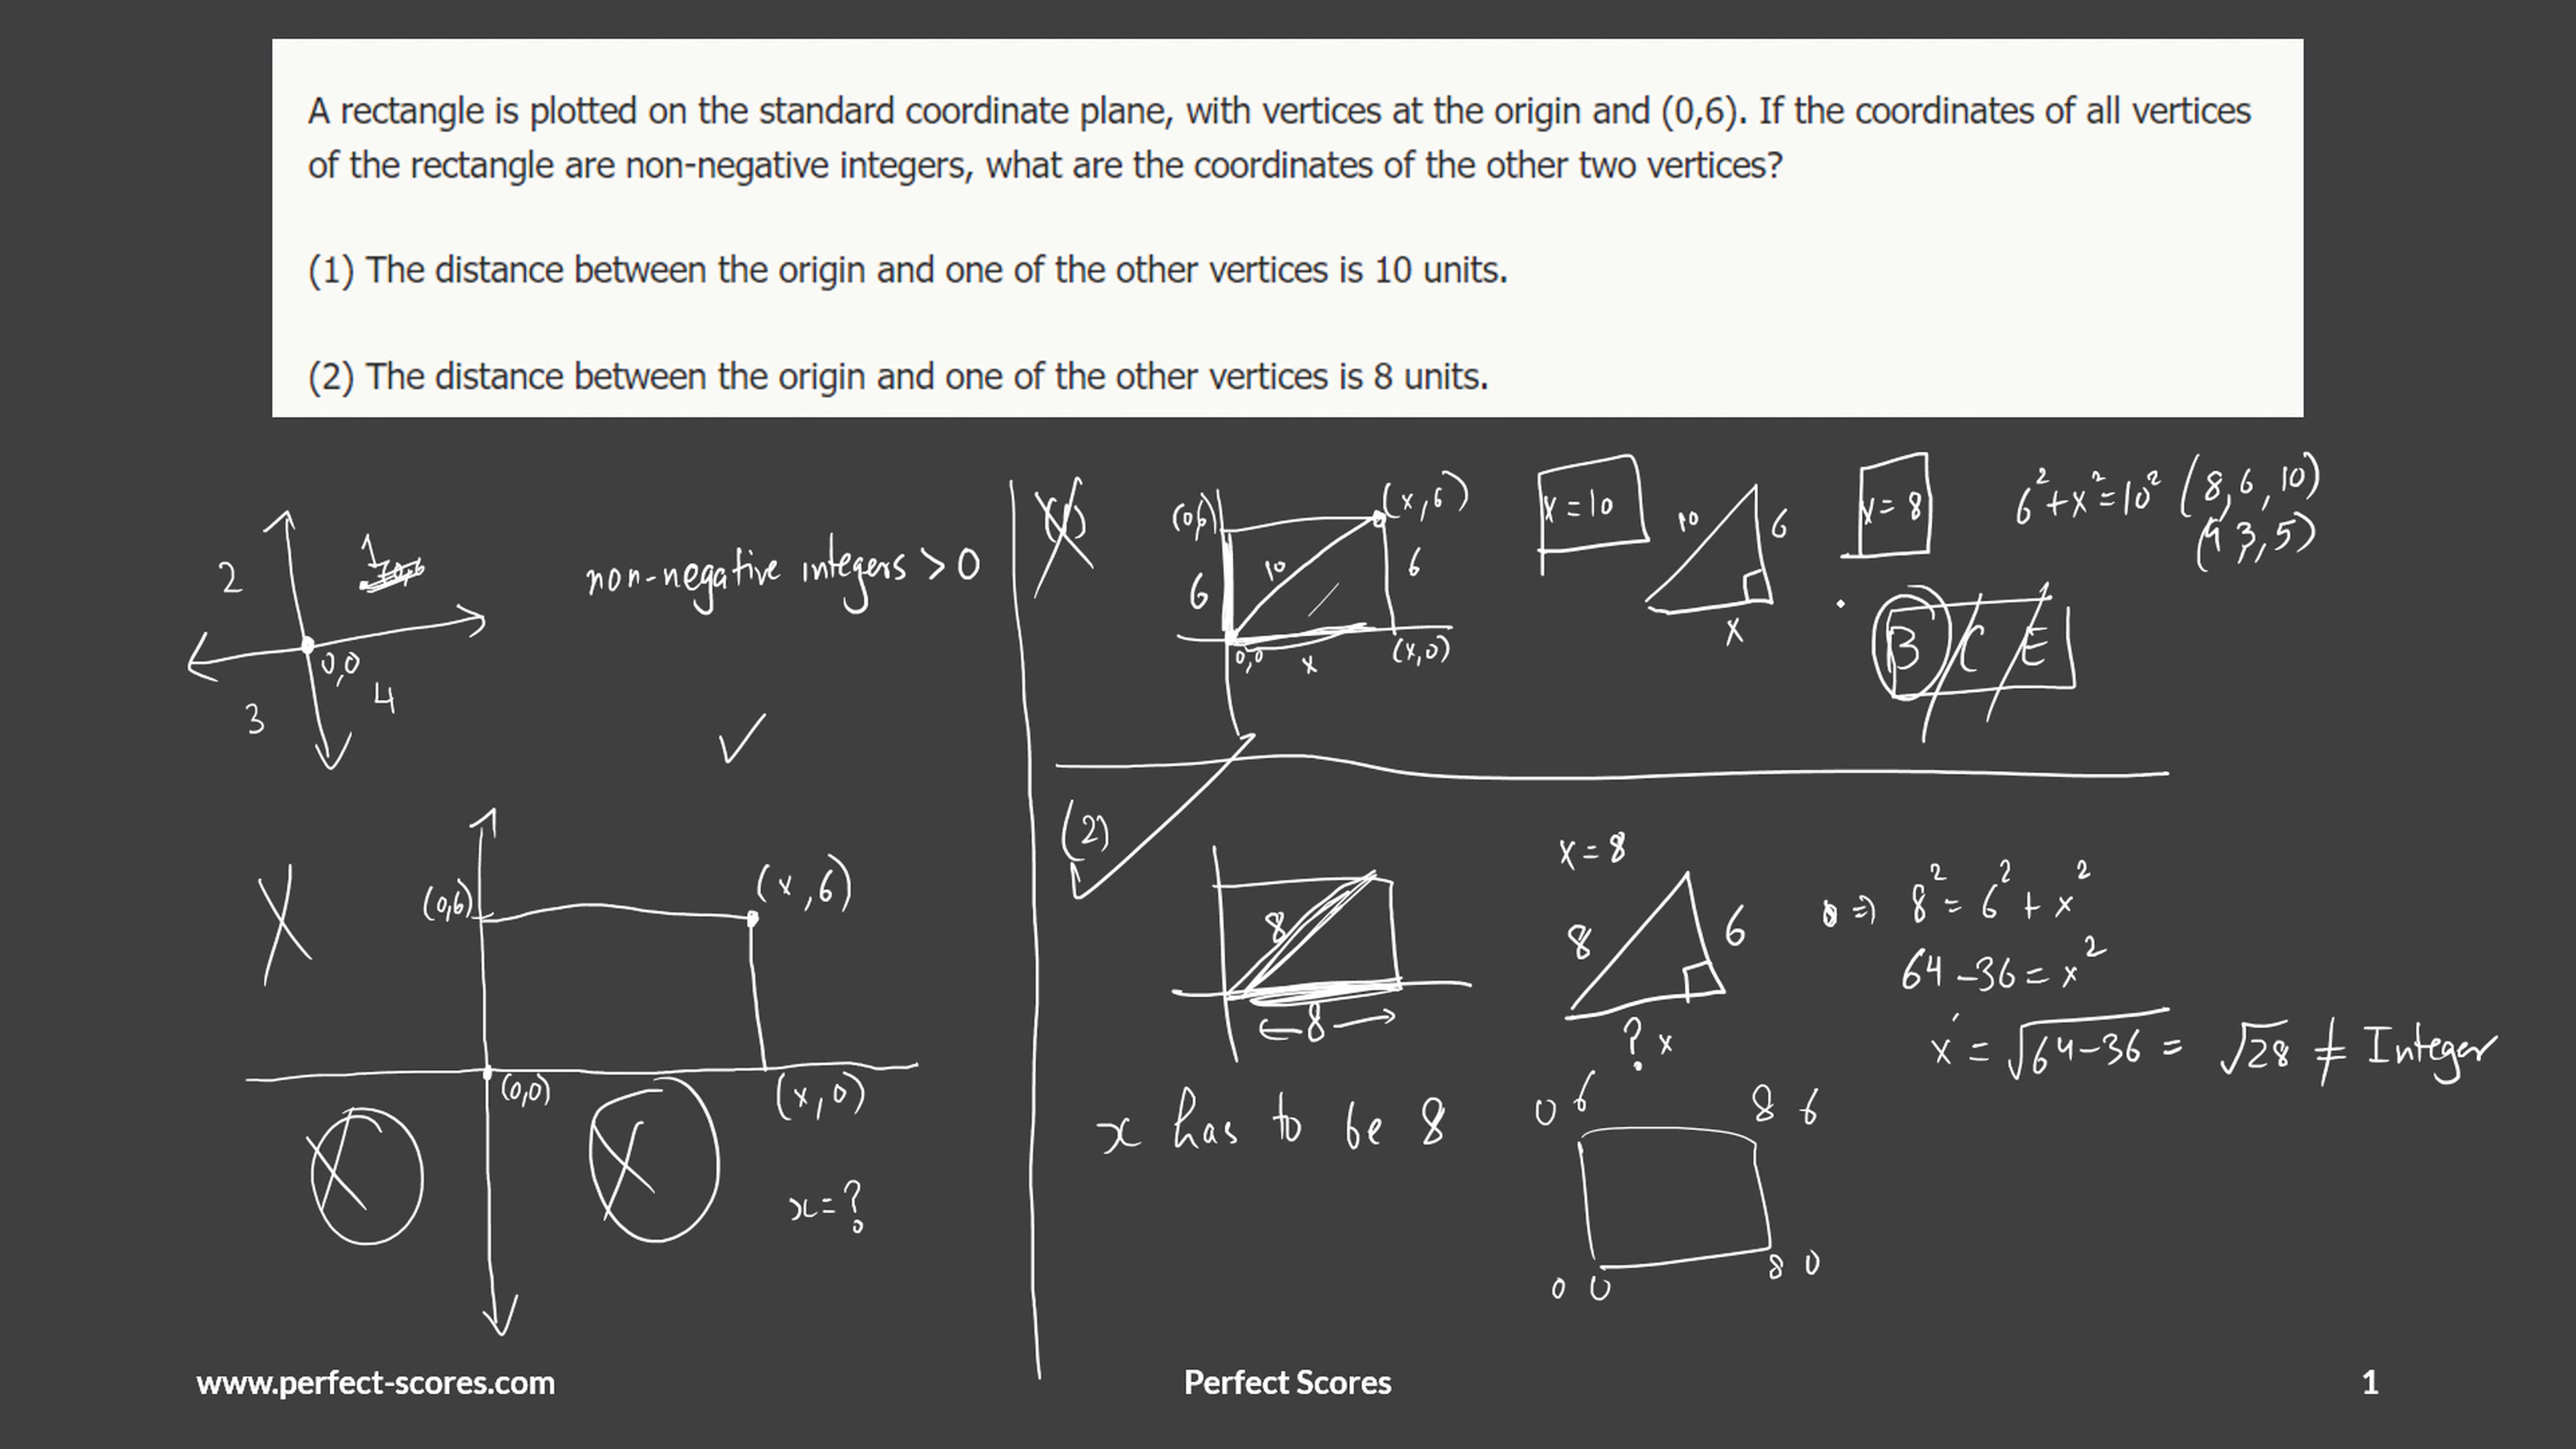 A rectangle is plotted on the standard coordinate plane, with vertices at the origin and (0,6). If the coordinates of all vertices
of the rectangle are non-negative integers, what are the coordinates of the other two vertices?
(1) The distance between the origin and one of the other vertices is 10 units.
(2) The distance between the origin and one of the other vertices is 8 units.
2
1
0,0
3
4
non-negative integers > 0
(0,6)
(x,6)
(0,0)
(x,0)
x=?
(1)
(0,6)
(x,6)
10
6
6
0,0
x
(x,0)
x=10
10
6
x
x=8
6²+x²=10² (8,6,10)
(4,3,5)
B C E
(2)
8
8
x has to be 8
x=8
8
6
? x
⇒ 8²=6²+x²
64-36=x²
x=√64-36 = √28 ≠ Integer
0 6
8 6
0 0
8 0
www.perfect-scores.com
Perfect Scores
1